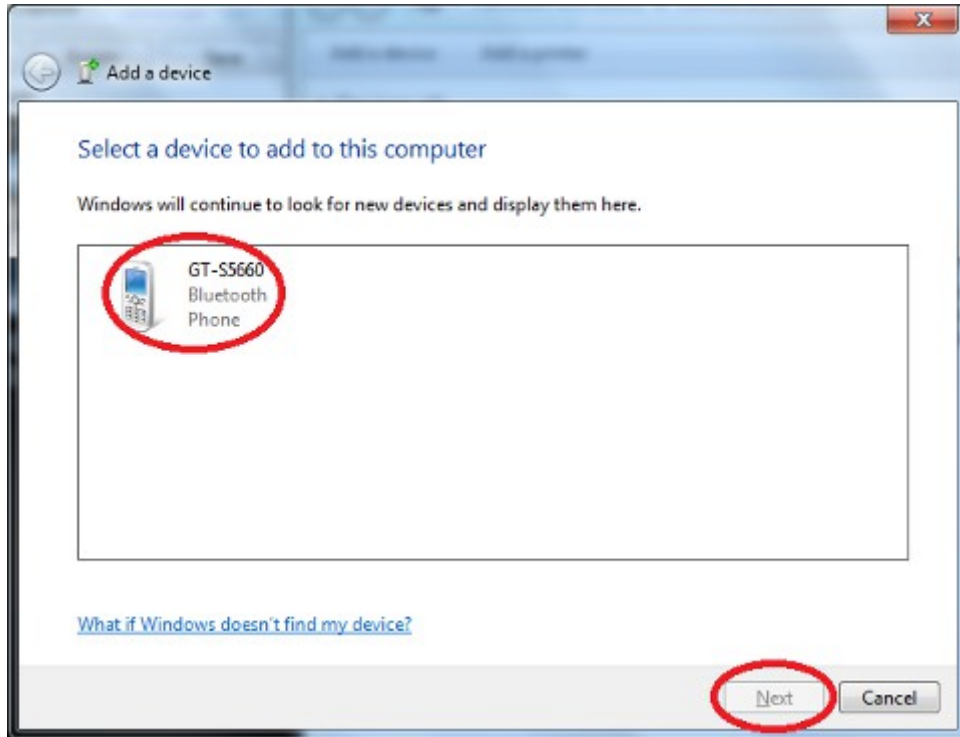 Add a device
Select a device to add to this computer
Windows will continue to look for new devices and display them here.
GT-S5660
Bluetooth
Phone
What if Windows doesn't find my device?
Next
Cancel